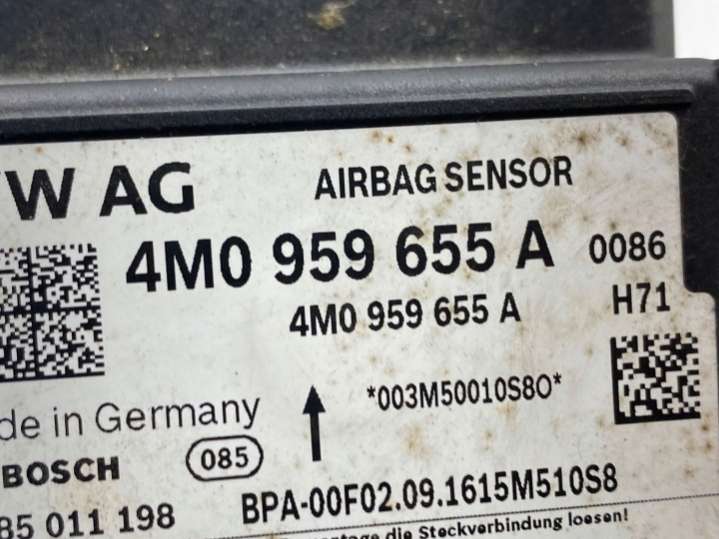 W AG AIRBAG SENSOR
4M0 959 655 A 0086
4M0 959 655 A H71
*003M50010S8O*
de in Germany
BOSCH 085
85 011 198 BPA-00F02.09.1615M510S8
die Steckverbindung loesen!